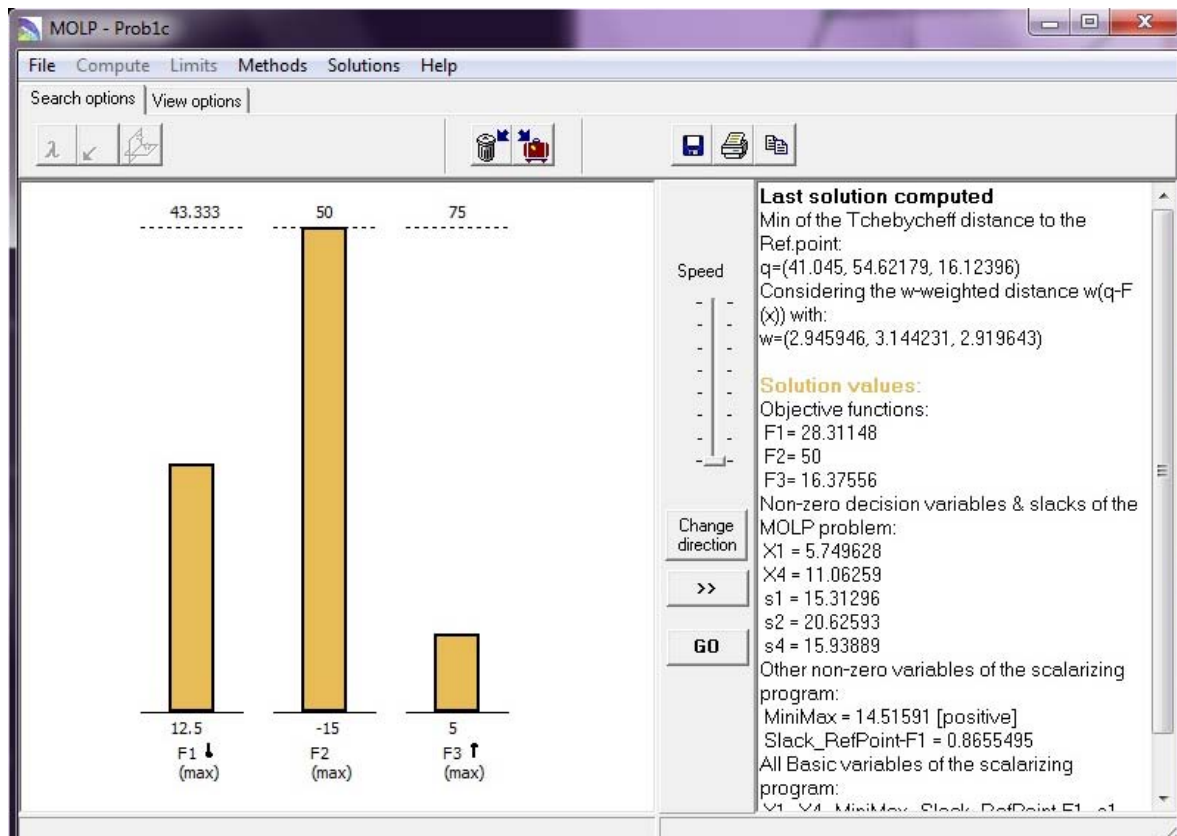 MOLP - Prob1c
File Compute Limits Methods Solutions Help
Search options View options
λ
43.333 50 75
12.5 -15 5
F1 F2 F3
(max) (max) (max)
Speed
Change
direction
>>
GO
Last solution computed
Min of the Tchebycheff distance to the
Ref.point:
q=(41.045, 54.62179, 16.12396)
Considering the w-weighted distance w(q-F
(x)) with:
w=(2.945946, 3.144231, 2.919643)
Solution values:
Objective functions:
F1= 28.31148
F2= 50
F3= 16.37556
Non-zero decision variables & slacks of the
MOLP problem:
X1 = 5.749628
X4 = 11.06259
s1 = 15.31296
s2 = 20.62593
s4 = 15.93889
Other non-zero variables of the scalarizing
program:
MiniMax = 14.51591 [positive]
Slack_RefPoint-F1 = 0.8655495
All Basic variables of the scalarizing
program:
X1 X4 MiniMax Slack_RefPoint-F1 s1